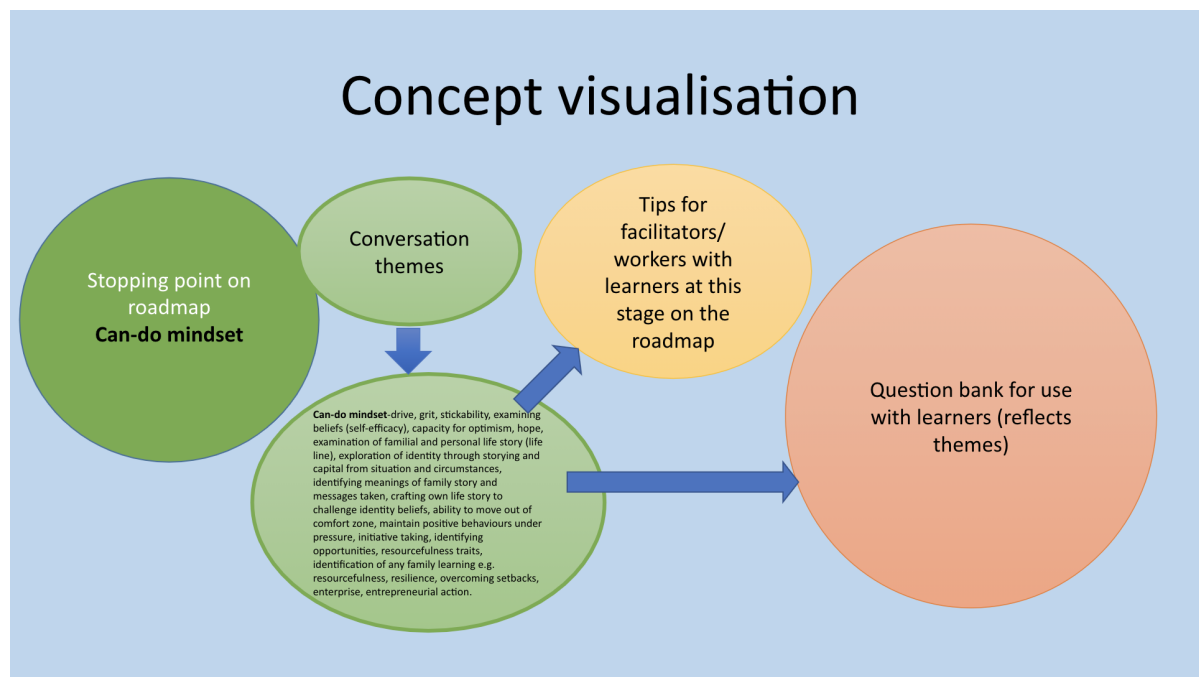 Concept visualisation
Stopping point on
roadmap
Can-do mindset
Conversation
themes
Tips for
facilitators/
workers with
learners at this
stage on the
roadmap
Can-do mindset-drive, grit, stickability, examining
beliefs (self-efficacy), capacity for optimism, hope,
examination of familial and personal life story (life
line), exploration of identity through storying and
capital from situation and circumstances,
identifying meanings of family story and
messages taken, crafting own life story to
challenge identity beliefs, ability to move out of
comfort zone, maintain positive behaviours under
pressure, initiative taking, identifying
opportunities, resourcefulness traits,
identification of any family learning e.g.
resourcefulness, resilience, overcoming setbacks,
enterprise, entrepreneurial action.
Question bank for use
with learners (reflects
themes)